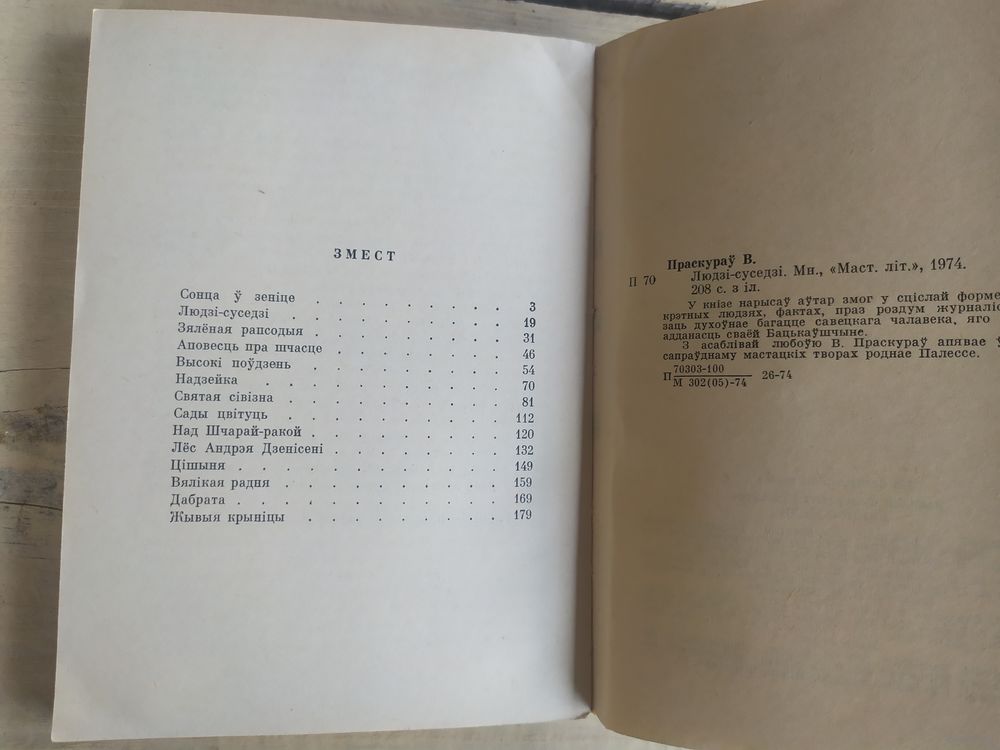 ЗМЕСТ
Сонца ў зеніце . . . . . . . . . 3
Людзі-суседзі . . . . . . . . . 19
Зялёная рапсодыя . . . . . . . . 31
Аповесць пра шчасце . . . . . . . 46
Высокі поўдзень . . . . . . . . 54
Надзейка . . . . . . . . . . 70
Святая сівізна . . . . . . . . . 81
Сады цвітуць . . . . . . . . . 112
Над Шчарай-ракой . . . . . . . . 120
Лёс Андрэя Дзенісені . . . . . . . 132
Цішыня . . . . . . . . . . . 149
Вялікая радня . . . . . . . . . 159
Дабрата . . . . . . . . . . . 169
Жывыя крыніцы . . . . . . . . 179
Праскураў В.
П 70 Людзі-суседзі. Мн., «Маст. літ.», 1974.
208 с. з іл.
У кнізе нарысаў аўтар змог у сціслай форме
крэтных людзях, фактах, праз роздум журналіс
заць духоўнае багацце савецкага чалавека, яго
адданасць сваёй Бацькаўшчыне.
З асаблівай любоўю В. Праскураў апявае ў
сапраўднаму мастацкіх творах роднае Палессе.
П 70303-100
М 302(05)-74 26-74